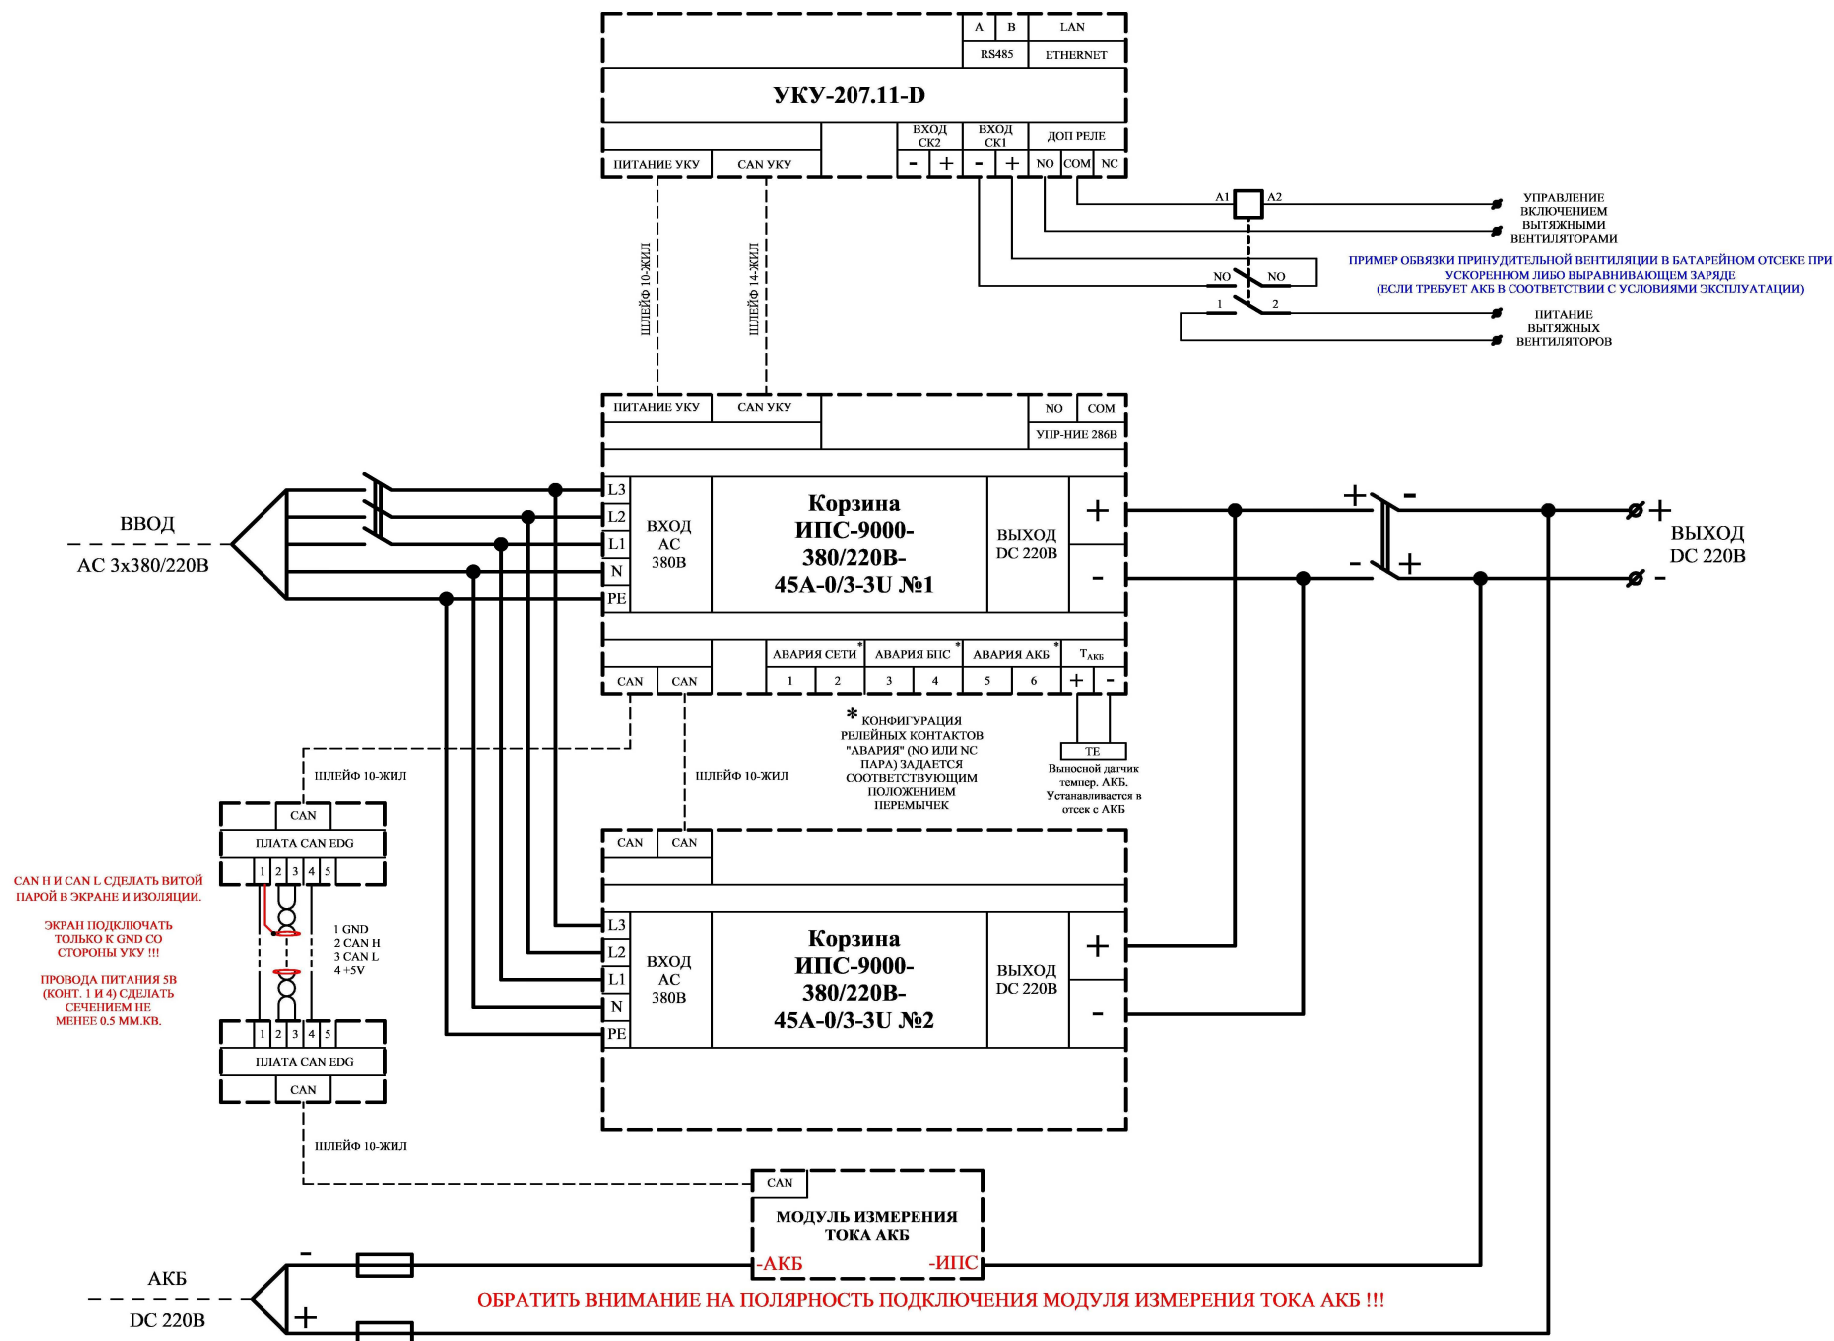 A B LAN
RS485 ETHERNET
УКУ-207.11-D
ВХОД СК2
ВХОД СК1
ДОП РЕЛЕ
ПИТАНИЕ УКУ CAN УКУ - + - + NO COM NC
A1 A2
УПРАВЛЕНИЕ
ВКЛЮЧЕНИЕМ
ВЫТЯЖНЫМИ
ВЕНТИЛЯТОРАМИ
ШЛЕЙФ 10-ЖИЛ
ШЛЕЙФ 14-ЖИЛ
ПРИМЕР ОБВЯЗКИ ПРИНУДИТЕЛЬНОЙ ВЕНТИЛЯЦИИ В БАТАРЕЙНОМ ОТСЕКЕ ПРИ
УСКОРЕННОМ ЛИБО ВЫРАВНИВАЮЩЕМ ЗАРЯДЕ
(ЕСЛИ ТРЕБУЕТ АКБ В СООТВЕТСТВИИ С УСЛОВИЯМИ ЭКСПЛУАТАЦИИ)
NO NO
1 2
ПИТАНИЕ
ВЫТЯЖНЫХ
ВЕНТИЛЯТОРОВ
ПИТАНИЕ УКУ CAN УКУ NO COM
УПР-НИЕ 286В
ВВОД
AC 3x380/220В
L3
L2
L1
N
PE
ВХОД
AC
380В
Корзина
ИПС-9000-
380/220В-
45А-0/3-3U №1
ВЫХОД
DC 220В
+
-
+ -
- +
+
-
ВЫХОД
DC 220В
АВАРИЯ СЕТИ* АВАРИЯ БПС* АВАРИЯ АКБ* TАКБ
CAN CAN 1 2 3 4 5 6 + -
* КОНФИГУРАЦИЯ
РЕЛЕЙНЫХ КОНТАКТОВ
"АВАРИЯ" (NO ИЛИ NC
ПАРА) ЗАДАЕТСЯ
СООТВЕТСТВУЮЩИМ
ПОЛОЖЕНИЕМ
ПЕРЕМЫЧЕК
TE
Выносной датчик
темпер. АКБ.
Устанавливается в
отсек с АКБ
ШЛЕЙФ 10-ЖИЛ
ШЛЕЙФ 10-ЖИЛ
CAN
ПЛАТА CAN EDG
1 2 3 4 5
CAN H И CAN L СДЕЛАТЬ ВИТОЙ
ПАРОЙ В ЭКРАНЕ И ИЗОЛЯЦИИ.
ЭКРАН ПОДКЛЮЧАТЬ
ТОЛЬКО К GND СО
СТОРОНЫ УКУ !!!
ПРОВОДА ПИТАНИЯ 5В
(КОНТ. 1 И 4) СДЕЛАТЬ
СЕЧЕНИЕМ НЕ
МЕНЕЕ 0.5 ММ.КВ.
1 GND
2 CAN H
3 CAN L
4 +5V
1 2 3 4 5
ПЛАТА CAN EDG
CAN
ШЛЕЙФ 10-ЖИЛ
CAN CAN
L3
L2
L1
N
PE
ВХОД
AC
380В
Корзина
ИПС-9000-
380/220В-
45А-0/3-3U №2
ВЫХОД
DC 220В
+
-
CAN
МОДУЛЬ ИЗМЕРЕНИЯ
ТОКА АКБ
-АКБ -ИПС
АКБ
DC 220В
-
+
ОБРАТИТЬ ВНИМАНИЕ НА ПОЛЯРНОСТЬ ПОДКЛЮЧЕНИЯ МОДУЛЯ ИЗМЕРЕНИЯ ТОКА АКБ !!!